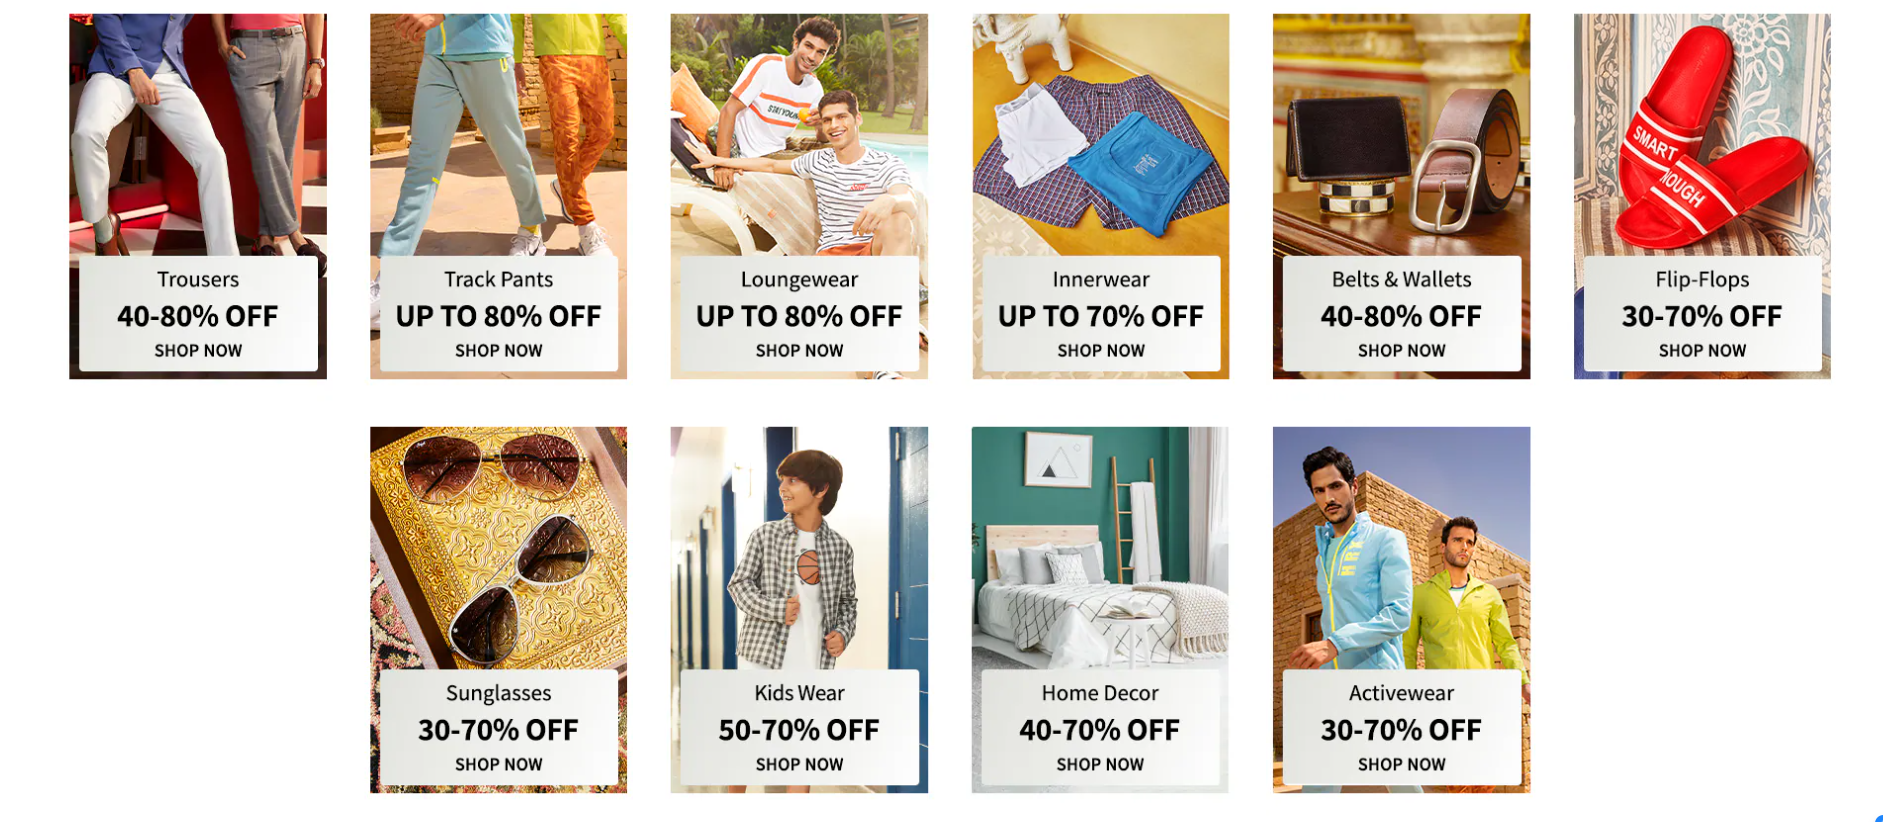 STAY YOUNG
SMART
NOUGH
Trousers
40-80% OFF
SHOP NOW
Track Pants
UP TO 80% OFF
SHOP NOW
Loungewear
UP TO 80% OFF
SHOP NOW
Innerwear
UP TO 70% OFF
SHOP NOW
Belts & Wallets
40-80% OFF
SHOP NOW
Flip-Flops
30-70% OFF
SHOP NOW
Sunglasses
30-70% OFF
SHOP NOW
Kids Wear
50-70% OFF
SHOP NOW
Home Decor
40-70% OFF
SHOP NOW
Activewear
30-70% OFF
SHOP NOW